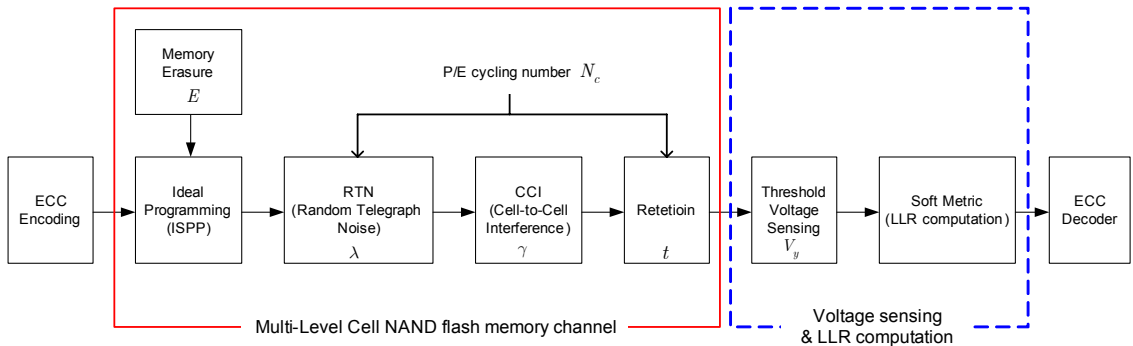 Memory
Erasure
E
P/E cycling number N_c
ECC
Encoding
Ideal
Programming
(ISPP)
RTN
(Random Telegraph
Noise)
λ
CCI
(Cell-to-Cell
Interference)
γ
Retetioin
t
Threshold
Voltage
Sensing
V_y
Soft Metric
(LLR computation)
ECC
Decoder
Multi-Level Cell NAND flash memory channel
Voltage sensing
& LLR computation